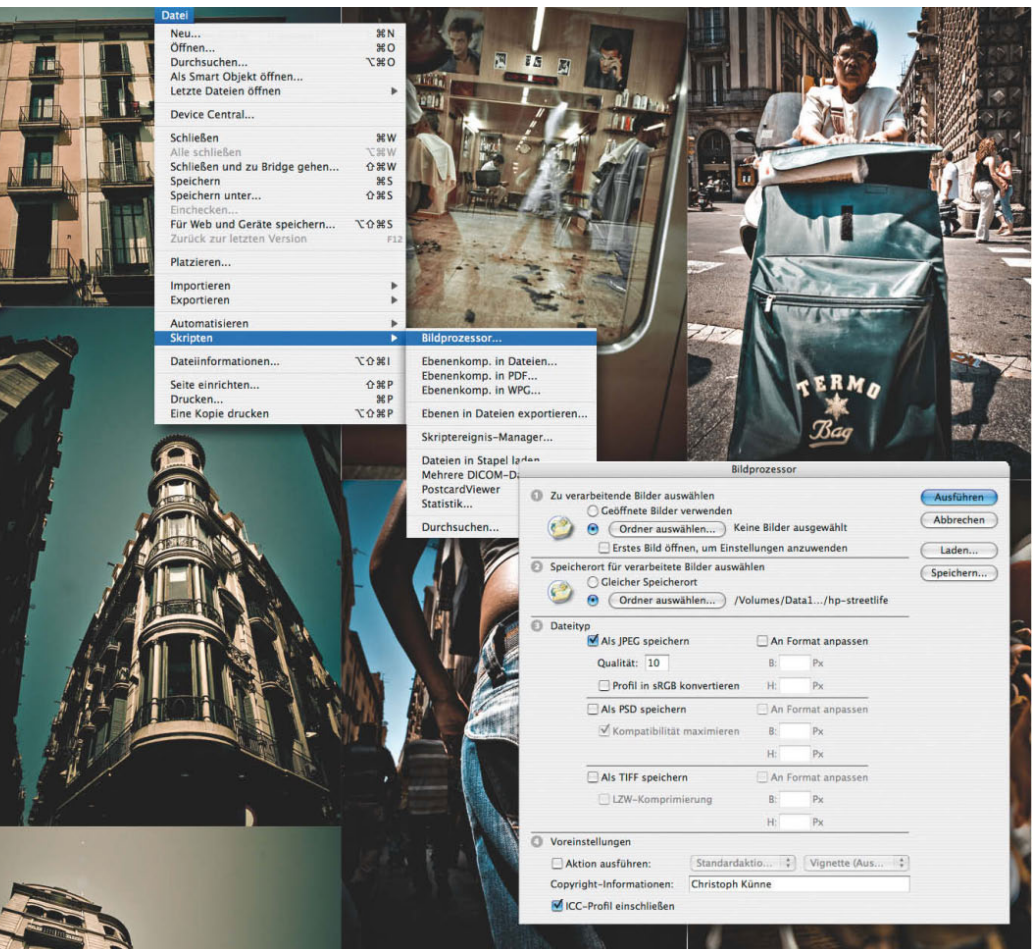 Datei
Neu... ⌘N
Öffnen... ⌘O
Durchsuchen... ⌥⌘O
Als Smart Objekt öffnen...
Letzte Dateien öffnen ▶
Device Central...
Schließen ⌘W
Alle schließen ⌥⌘W
Schließen und zu Bridge gehen... ⇧⌘W
Speichern ⌘S
Speichern unter... ⇧⌘S
Einchecken...
Für Web und Geräte speichern... ⌥⇧⌘S
Zurück zur letzten Version F12
Platzieren...
Importieren ▶
Exportieren ▶
Automatisieren ▶
Skripten ▶
Dateiinformationen... ⌥⇧⌘I
Seite einrichten... ⇧⌘P
Drucken... ⌘P
Eine Kopie drucken ⌥⇧⌘P
Bildprozessor...
Ebenenkomp. in Dateien...
Ebenenkomp. in PDF...
Ebenenkomp. in WPG...
Ebenen in Dateien exportieren...
Skriptereignis-Manager...
Dateien in Stapel laden
Mehrere DICOM-D
PostcardViewer
Statistik...
Durchsuchen...
TERMO
Bag
Bildprozessor
1 Zu verarbeitende Bilder auswählen
Geöffnete Bilder verwenden
Ordner auswählen... Keine Bilder ausgewählt
Erstes Bild öffnen, um Einstellungen anzuwenden
2 Speicherort für verarbeitete Bilder auswählen
Gleicher Speicherort
Ordner auswählen... /Volumes/Data1.../hp-streetlife
3 Dateityp
Als JPEG speichern An Format anpassen
Qualität: 10 B: Px
Profil in sRGB konvertieren H: Px
Als PSD speichern An Format anpassen
Kompatibilität maximieren B: Px
H: Px
Als TIFF speichern An Format anpassen
LZW-Komprimierung B: Px
H: Px
4 Voreinstellungen
Aktion ausführen: Standardaktio... Vignette (Aus...
Copyright-Informationen: Christoph Künne
ICC-Profil einschließen
Ausführen
Abbrechen
Laden...
Speichern...